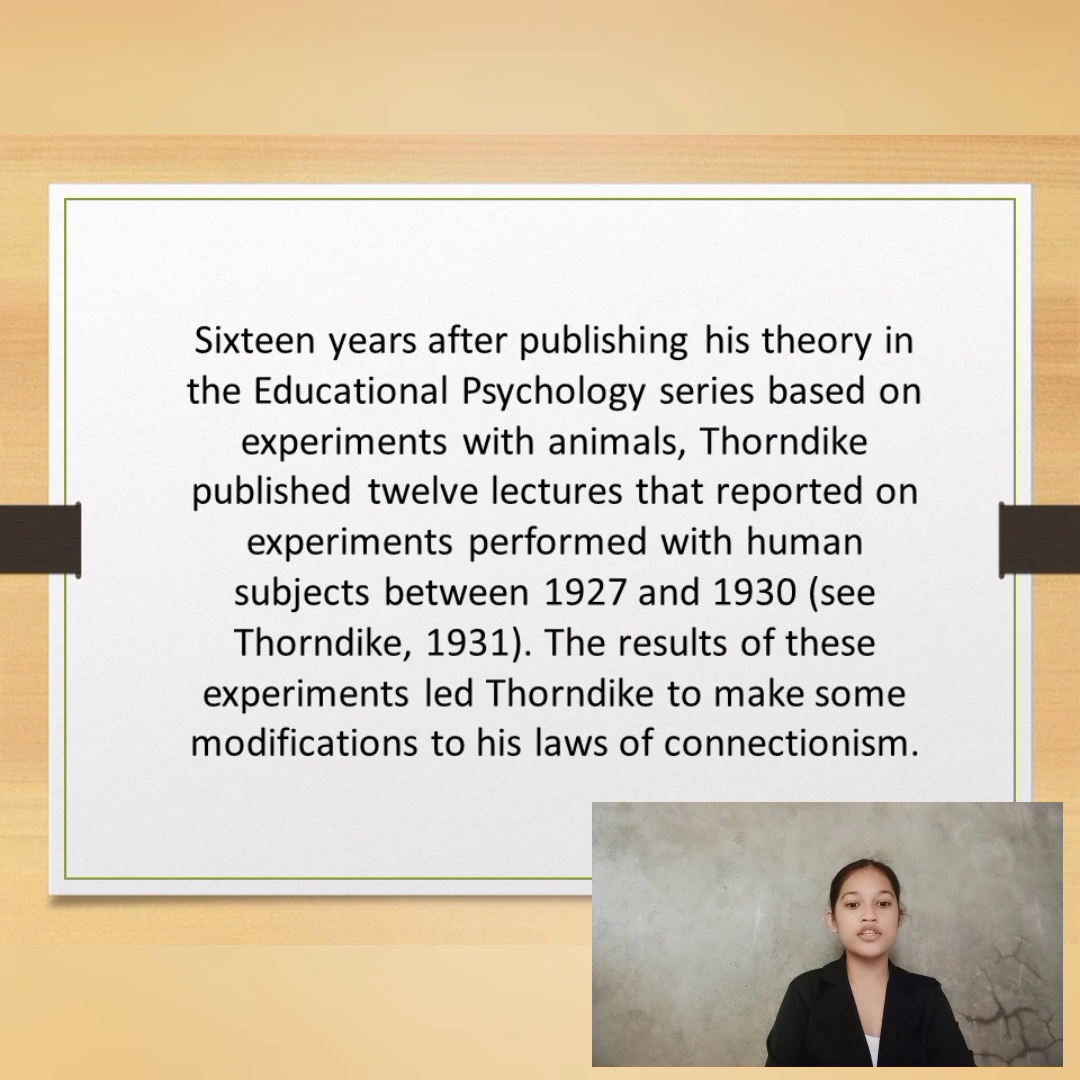 Sixteen years after publishing his theory in
the Educational Psychology series based on
experiments with animals, Thorndike
published twelve lectures that reported on
experiments performed with human
subjects between 1927 and 1930 (see
Thorndike, 1931). The results of these
experiments led Thorndike to make some
modifications to his laws of connectionism.